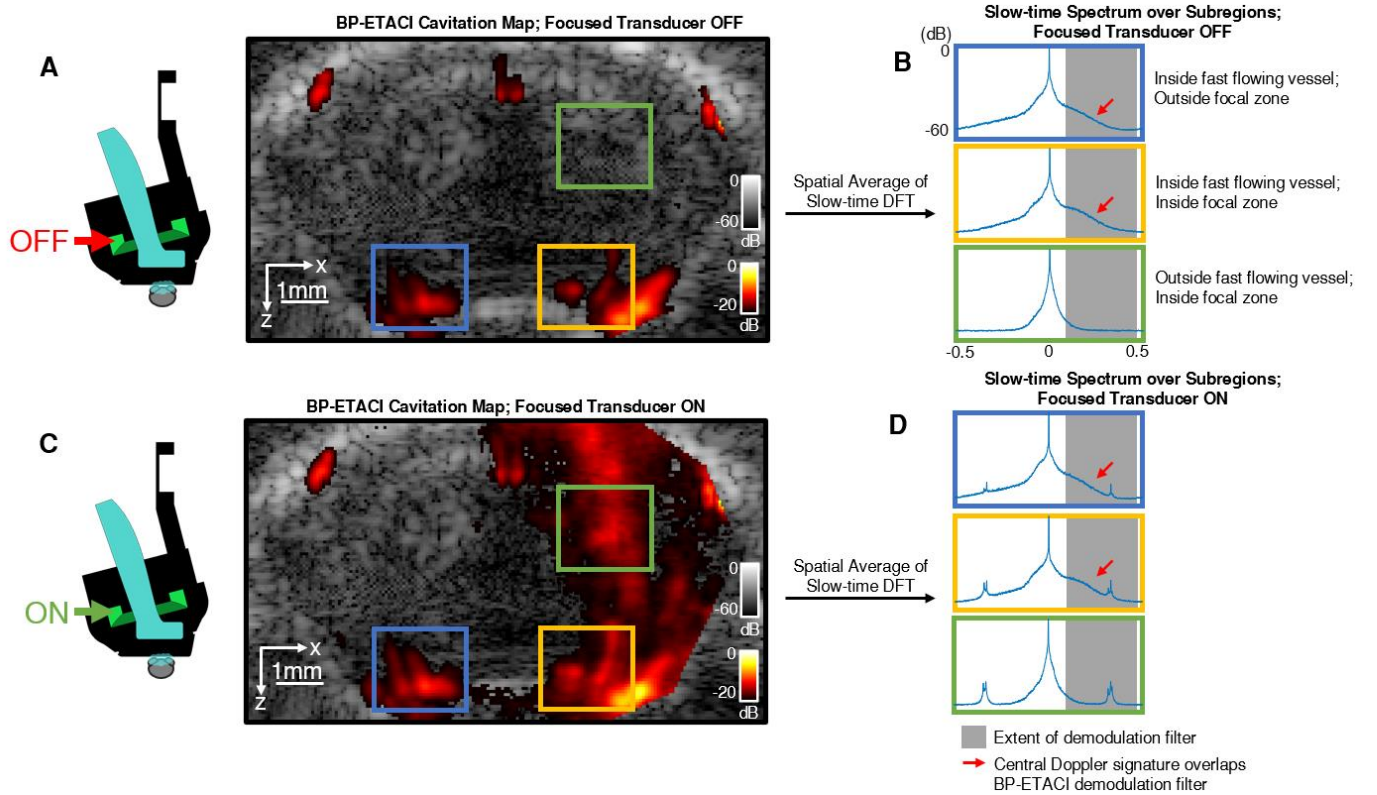 A
BP-ETACI Cavitation Map; Focused Transducer OFF
OFF
x
1mm
z
0
-60
dB
0
-20
dB
Spatial Average of
Slow-time DFT
B
Slow-time Spectrum over Subregions;
Focused Transducer OFF
(dB)
0
-60
Inside fast flowing vessel;
Outside focal zone
Inside fast flowing vessel;
Inside focal zone
Outside fast flowing vessel;
Inside focal zone
-0.5
0
0.5
C
BP-ETACI Cavitation Map; Focused Transducer ON
ON
x
1mm
z
0
-60
dB
0
-20
dB
Spatial Average of
Slow-time DFT
D
Slow-time Spectrum over Subregions;
Focused Transducer ON
Extent of demodulation filter
Central Doppler signature overlaps
BP-ETACI demodulation filter